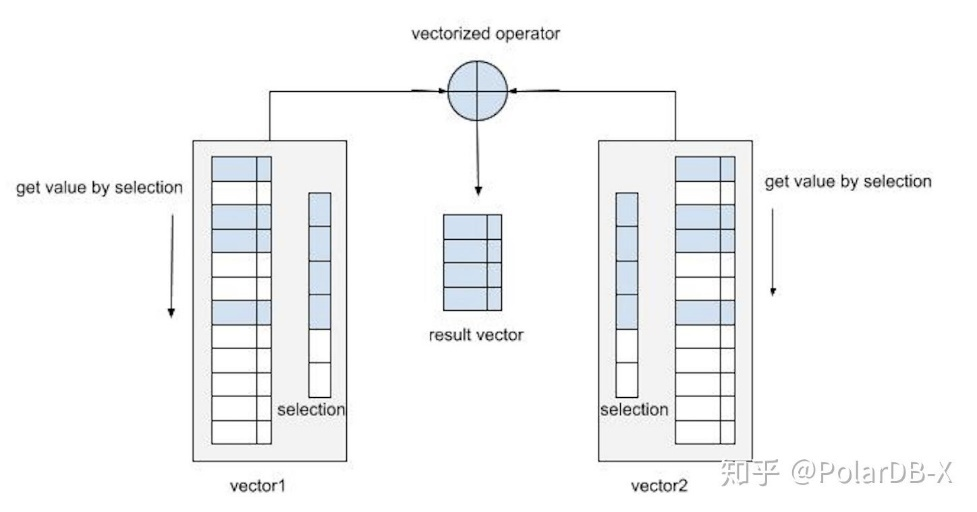 vectorized operator
get value by selection
get value by selection
result vector
selection
selection
vector1
vector2
知乎 @PolarDB-X